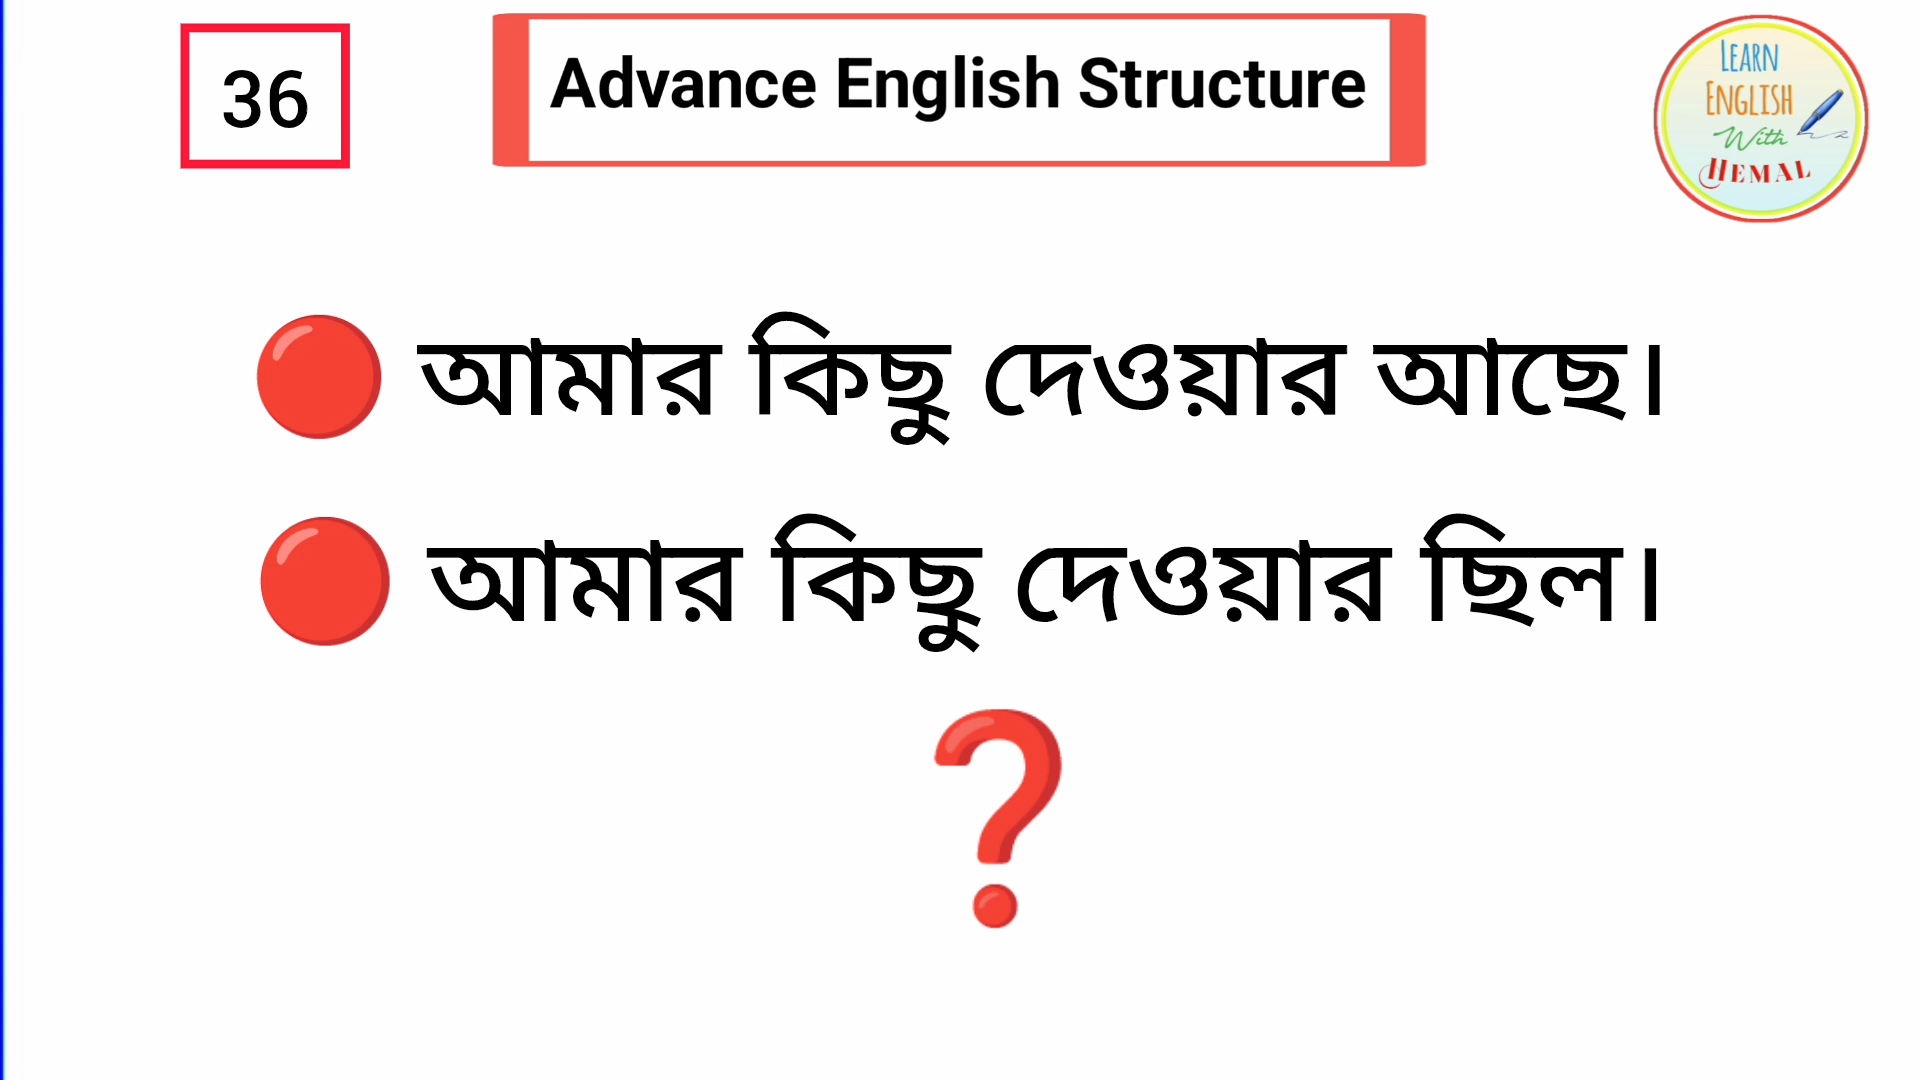 36
Advance English Structure
LEARN
ENGLISH
With
HEMAL
🔴 আমার কিছু দেওয়ার আছে।
🔴 আমার কিছু দেওয়ার ছিল।
❓